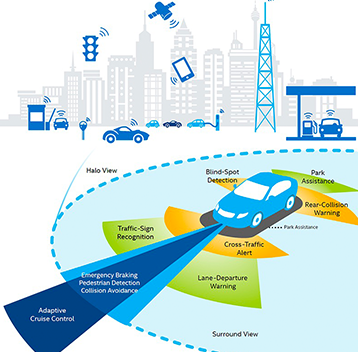 Halo View
Blind-Spot
Detection
Park
Assistance
Rear-Collision
Warning
Traffic-Sign
Recognition
Park Assistance
Cross-Traffic
Alert
Emergency Braking
Pedestrian Detection
Collision Avoidance
Lane-Departure
Warning
Adaptive
Cruise Control
Surround View